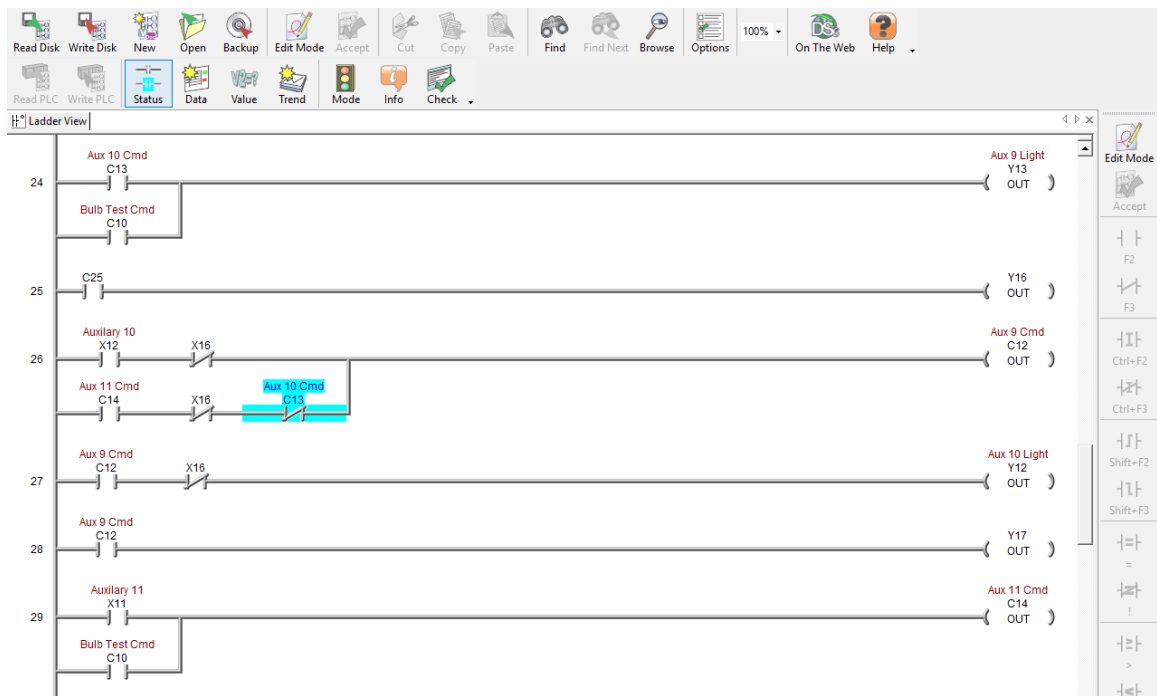 Read Disk Write Disk New Open Backup Edit Mode Accept Cut Copy Paste Find Find Next Browse Options 100% On The Web Help
Read PLC Write PLC Status Data Value Trend Mode Info Check
Ladder View
Aux 10 Cmd
C13
Aux 9 Light
Y13
24
OUT
Bulb Test Cmd
C10
C25
Y16
25
OUT
Auxilary 10
X12
X16
Aux 9 Cmd
C12
26
OUT
Aux 11 Cmd
C14
X16
Aux 10 Cmd
C13
Aux 9 Cmd
C12
X16
Aux 10 Light
Y12
27
OUT
Aux 9 Cmd
C12
Y17
28
OUT
Auxilary 11
X11
Aux 11 Cmd
C14
29
OUT
Bulb Test Cmd
C10
Edit Mode
Accept
F2
F3
Ctrl+F2
Ctrl+F3
Shift+F2
Shift+F3
=
!
>